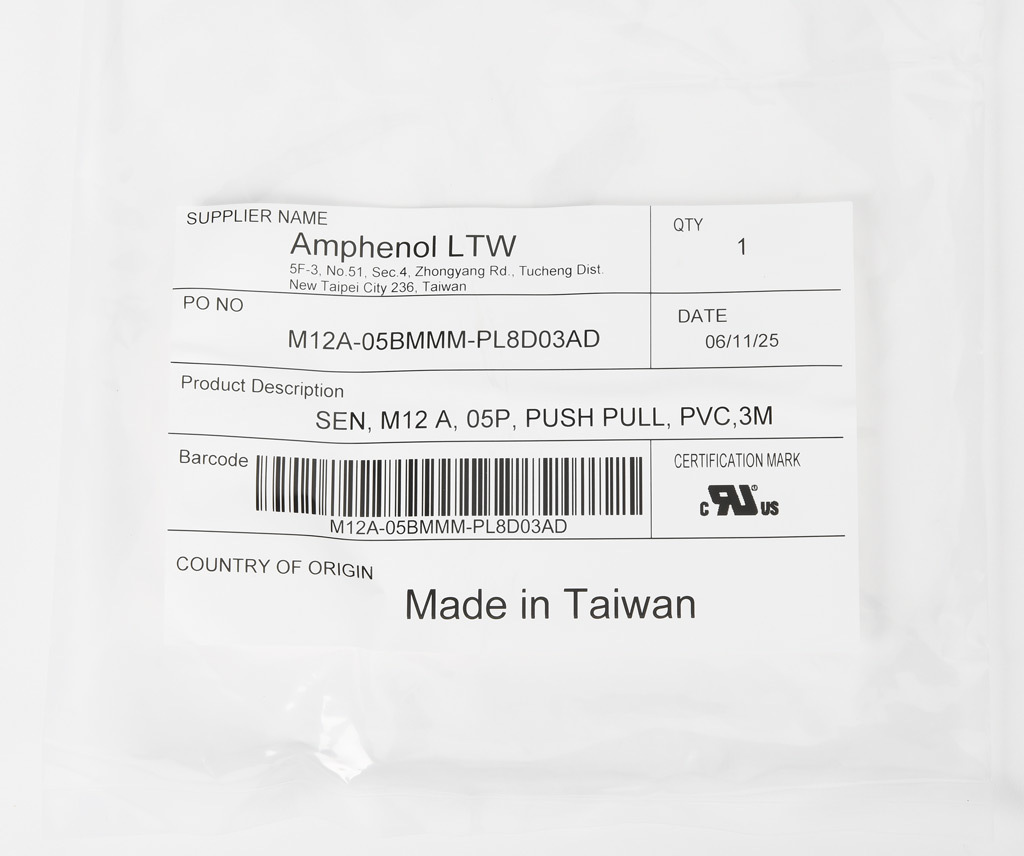 SUPPLIER NAME
Amphenol LTW
5F-3, No.51, Sec.4, Zhongyang Rd., Tucheng Dist.
New Taipei City 236, Taiwan
QTY
1
PO NO
M12A-05BMMM-PL8D03AD
DATE
06/11/25
Product Description
SEN, M12 A, 05P, PUSH PULL, PVC,3M
Barcode
M12A-05BMMM-PL8D03AD
CERTIFICATION MARK
c RU® US
COUNTRY OF ORIGIN
Made in Taiwan